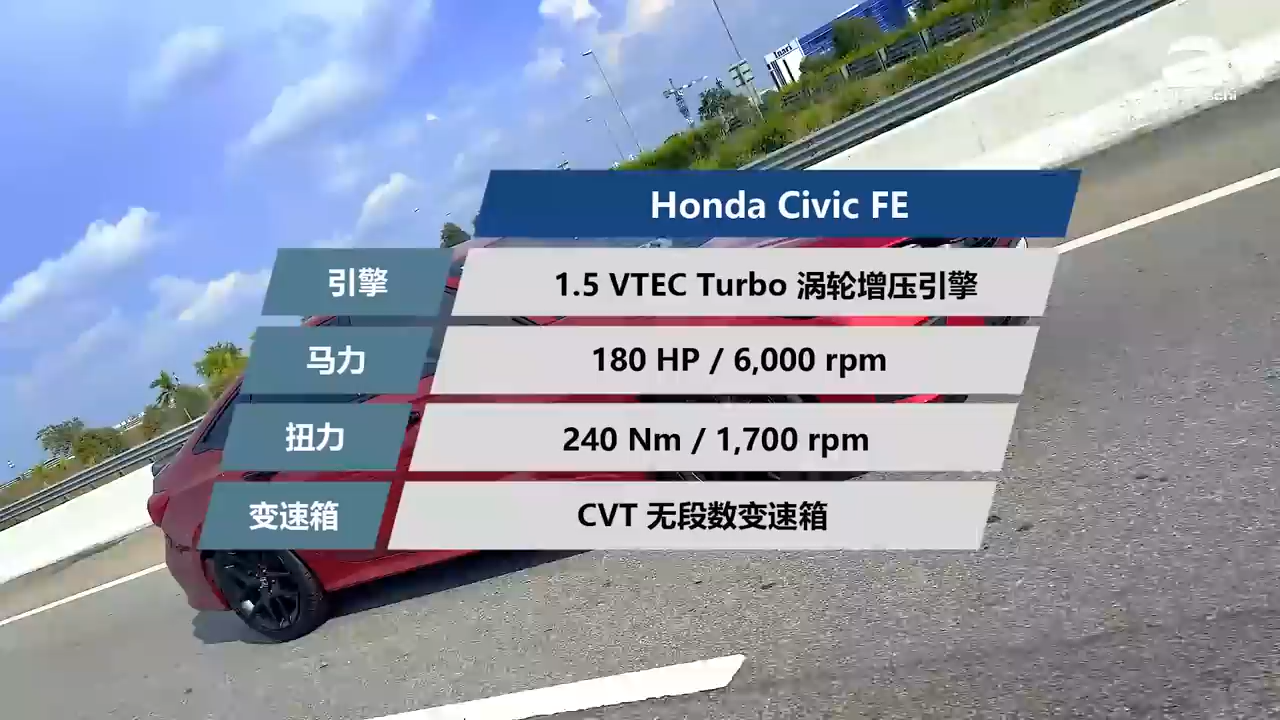 inari
Honda Civic FE
引擎
1.5 VTEC Turbo 涡轮增压引擎
马力
180 HP / 6,000 rpm
扭力
240 Nm / 1,700 rpm
变速箱
CVT 无段数变速箱